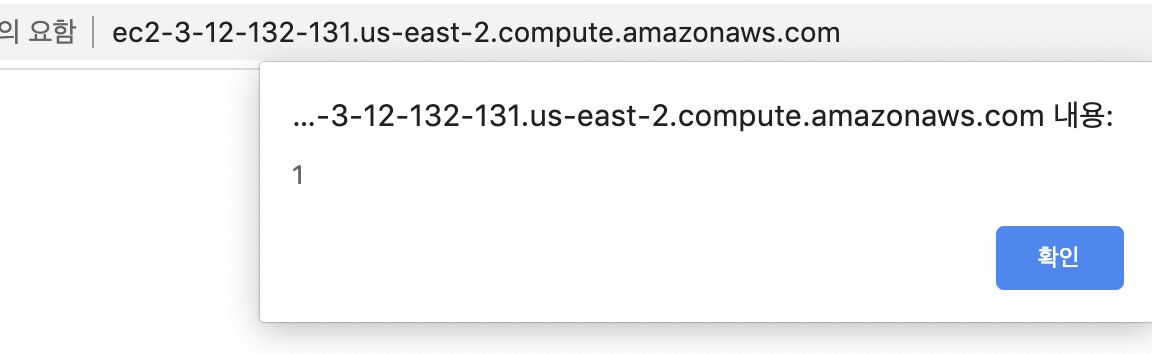 의 요함 ec2-3-12-132-131.us-east-2.compute.amazonaws.com
...-3-12-132-131.us-east-2.compute.amazonaws.com 내용:
1
확인